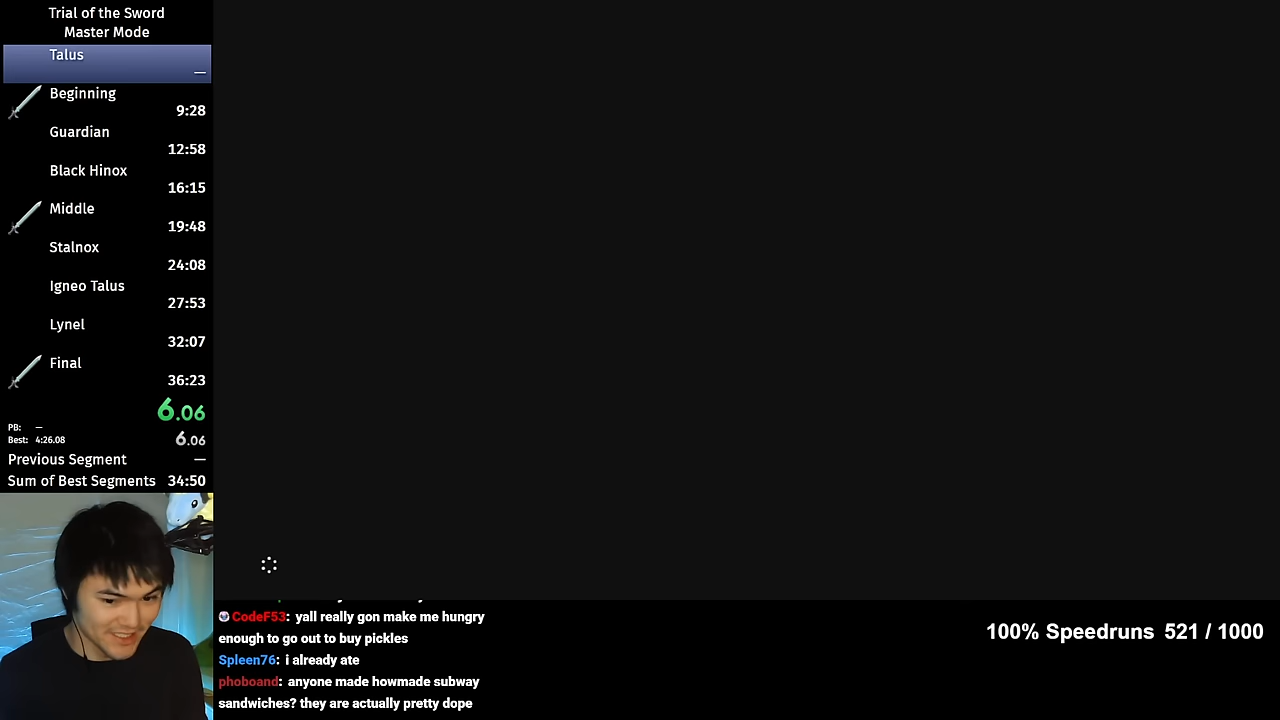 Trial of the Sword
Master Mode
Talus
—
Beginning
9:28
Guardian
12:58
Black Hinox
16:15
Middle
19:48
Stalnox
24:08
Igneo Talus
27:53
Lynel
32:07
Final
36:23
6.06
PB: —
Best: 4:26.08
6.06
Previous Segment —
Sum of Best Segments 34:50
CodeF53: yall really gon make me hungry
enough to go out to buy pickles
Spleen76: i already ate
phoboand: anyone made howmade subway
sandwiches? they are actually pretty dope
100% Speedruns 521 / 1000